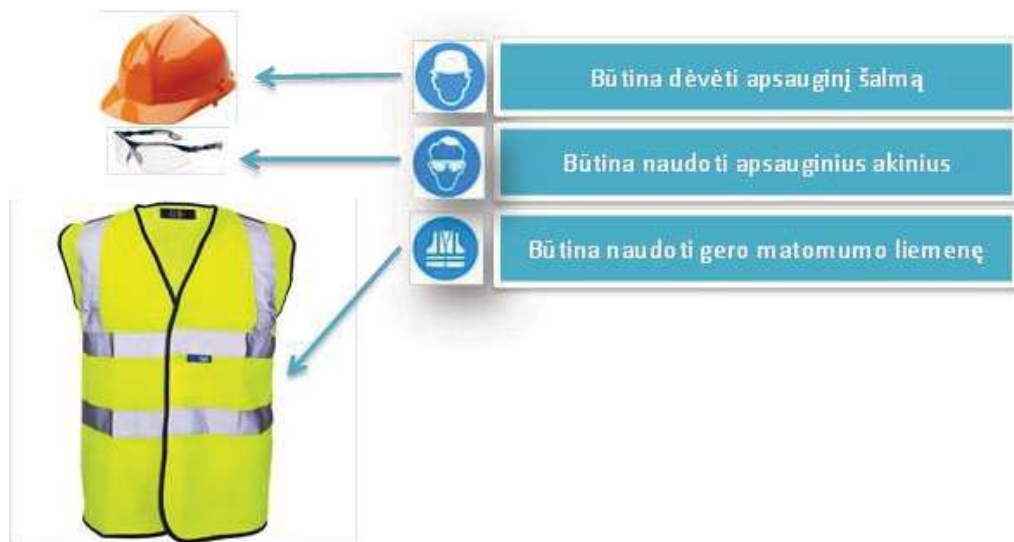 Būtina dėvėti apsauginį šalmą
Būtina naudoti apsauginius akinius
Būtina naudoti gero matomumo liemenę